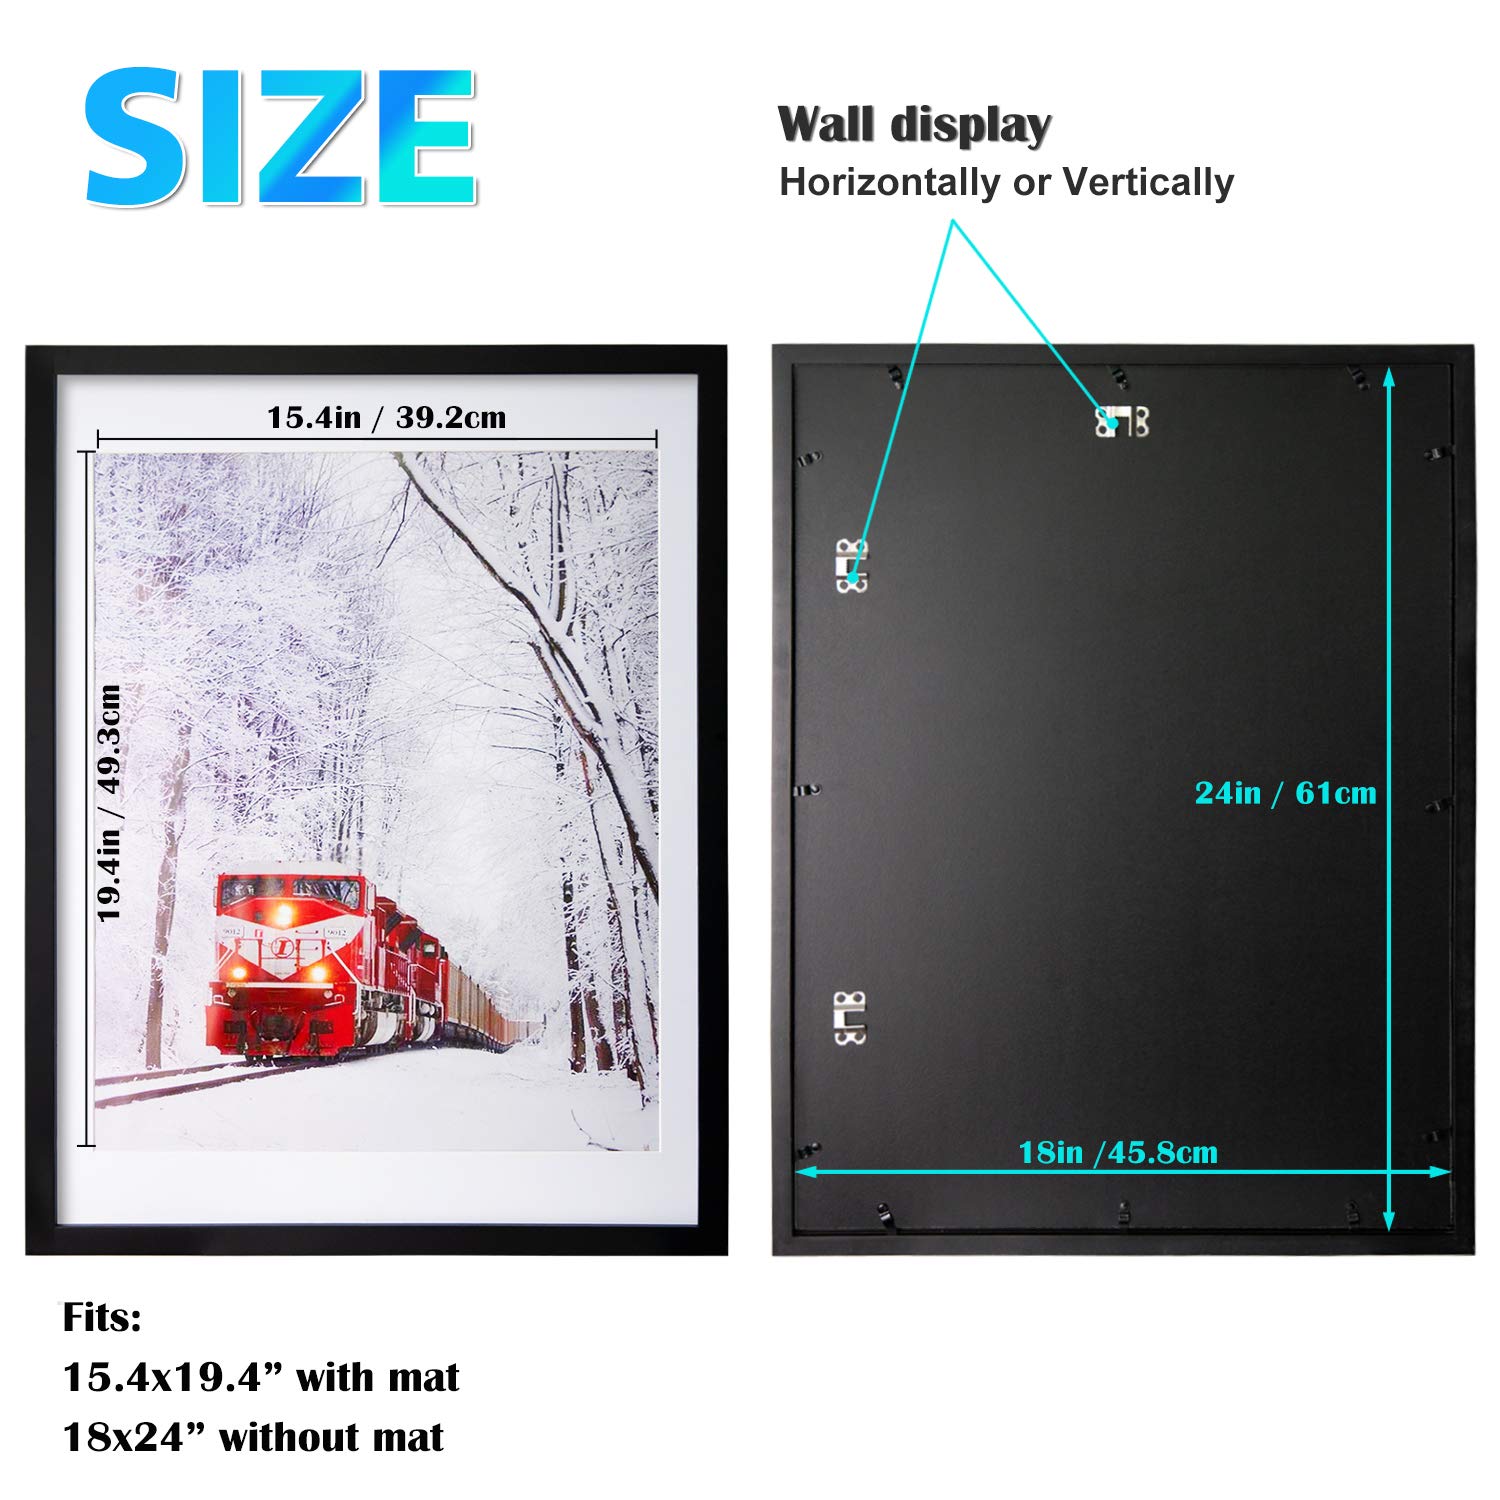 SIZE
Wall display
Horizontally or Vertically
15.4in / 39.2cm
19.4in / 49.3cm
9012
9012
24in / 61cm
18in /45.8cm
Fits:
15.4x19.4” with mat
18x24” without mat